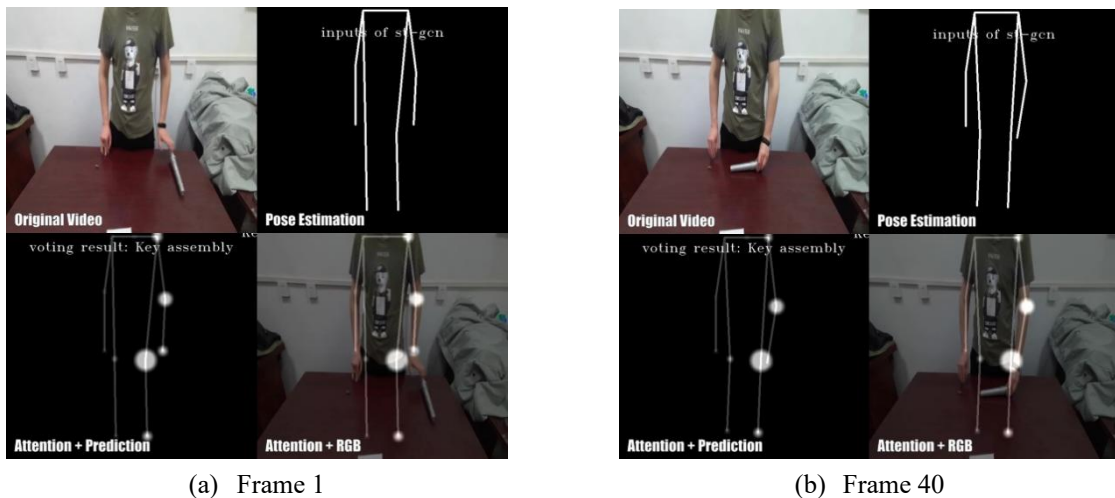 inputs of st-gcn
Original Video
Pose Estimation
voting result: Key assembly
Attention + Prediction
Attention + RGB
(a) Frame 1
inputs of st-gcn
Original Video
Pose Estimation
voting result: Key assembly
Attention + Prediction
Attention + RGB
(b) Frame 40